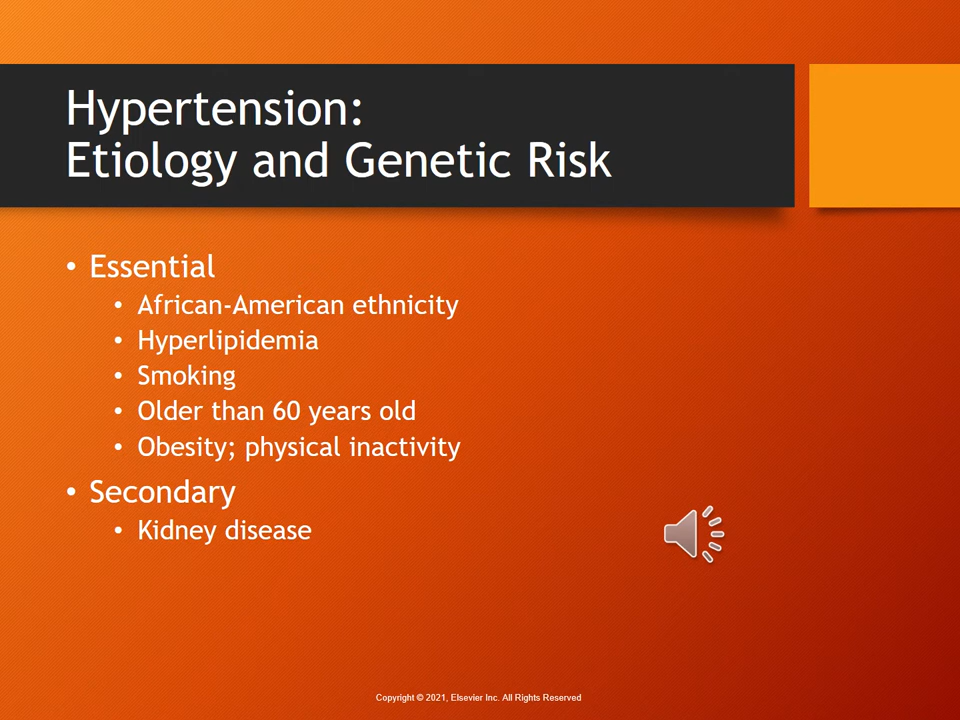 Hypertension:
Etiology and Genetic Risk
• Essential
• African-American ethnicity
• Hyperlipidemia
• Smoking
• Older than 60 years old
• Obesity; physical inactivity
• Secondary
• Kidney disease
Copyright © 2021, Elsevier Inc. All Rights Reserved